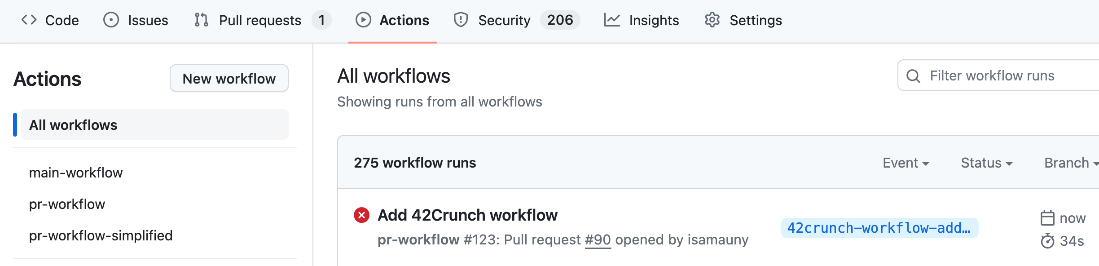 Code Issues Pull requests 1 Actions Security 206 Insights Settings
Actions New workflow
All workflows
main-workflow
pr-workflow
pr-workflow-simplified
All workflows
Showing runs from all workflows
Filter workflow runs
275 workflow runs Event Status Branch
Add 42Crunch workflow
pr-workflow #123: Pull request #90 opened by isamauny
42crunch-workflow-add…
now
34s